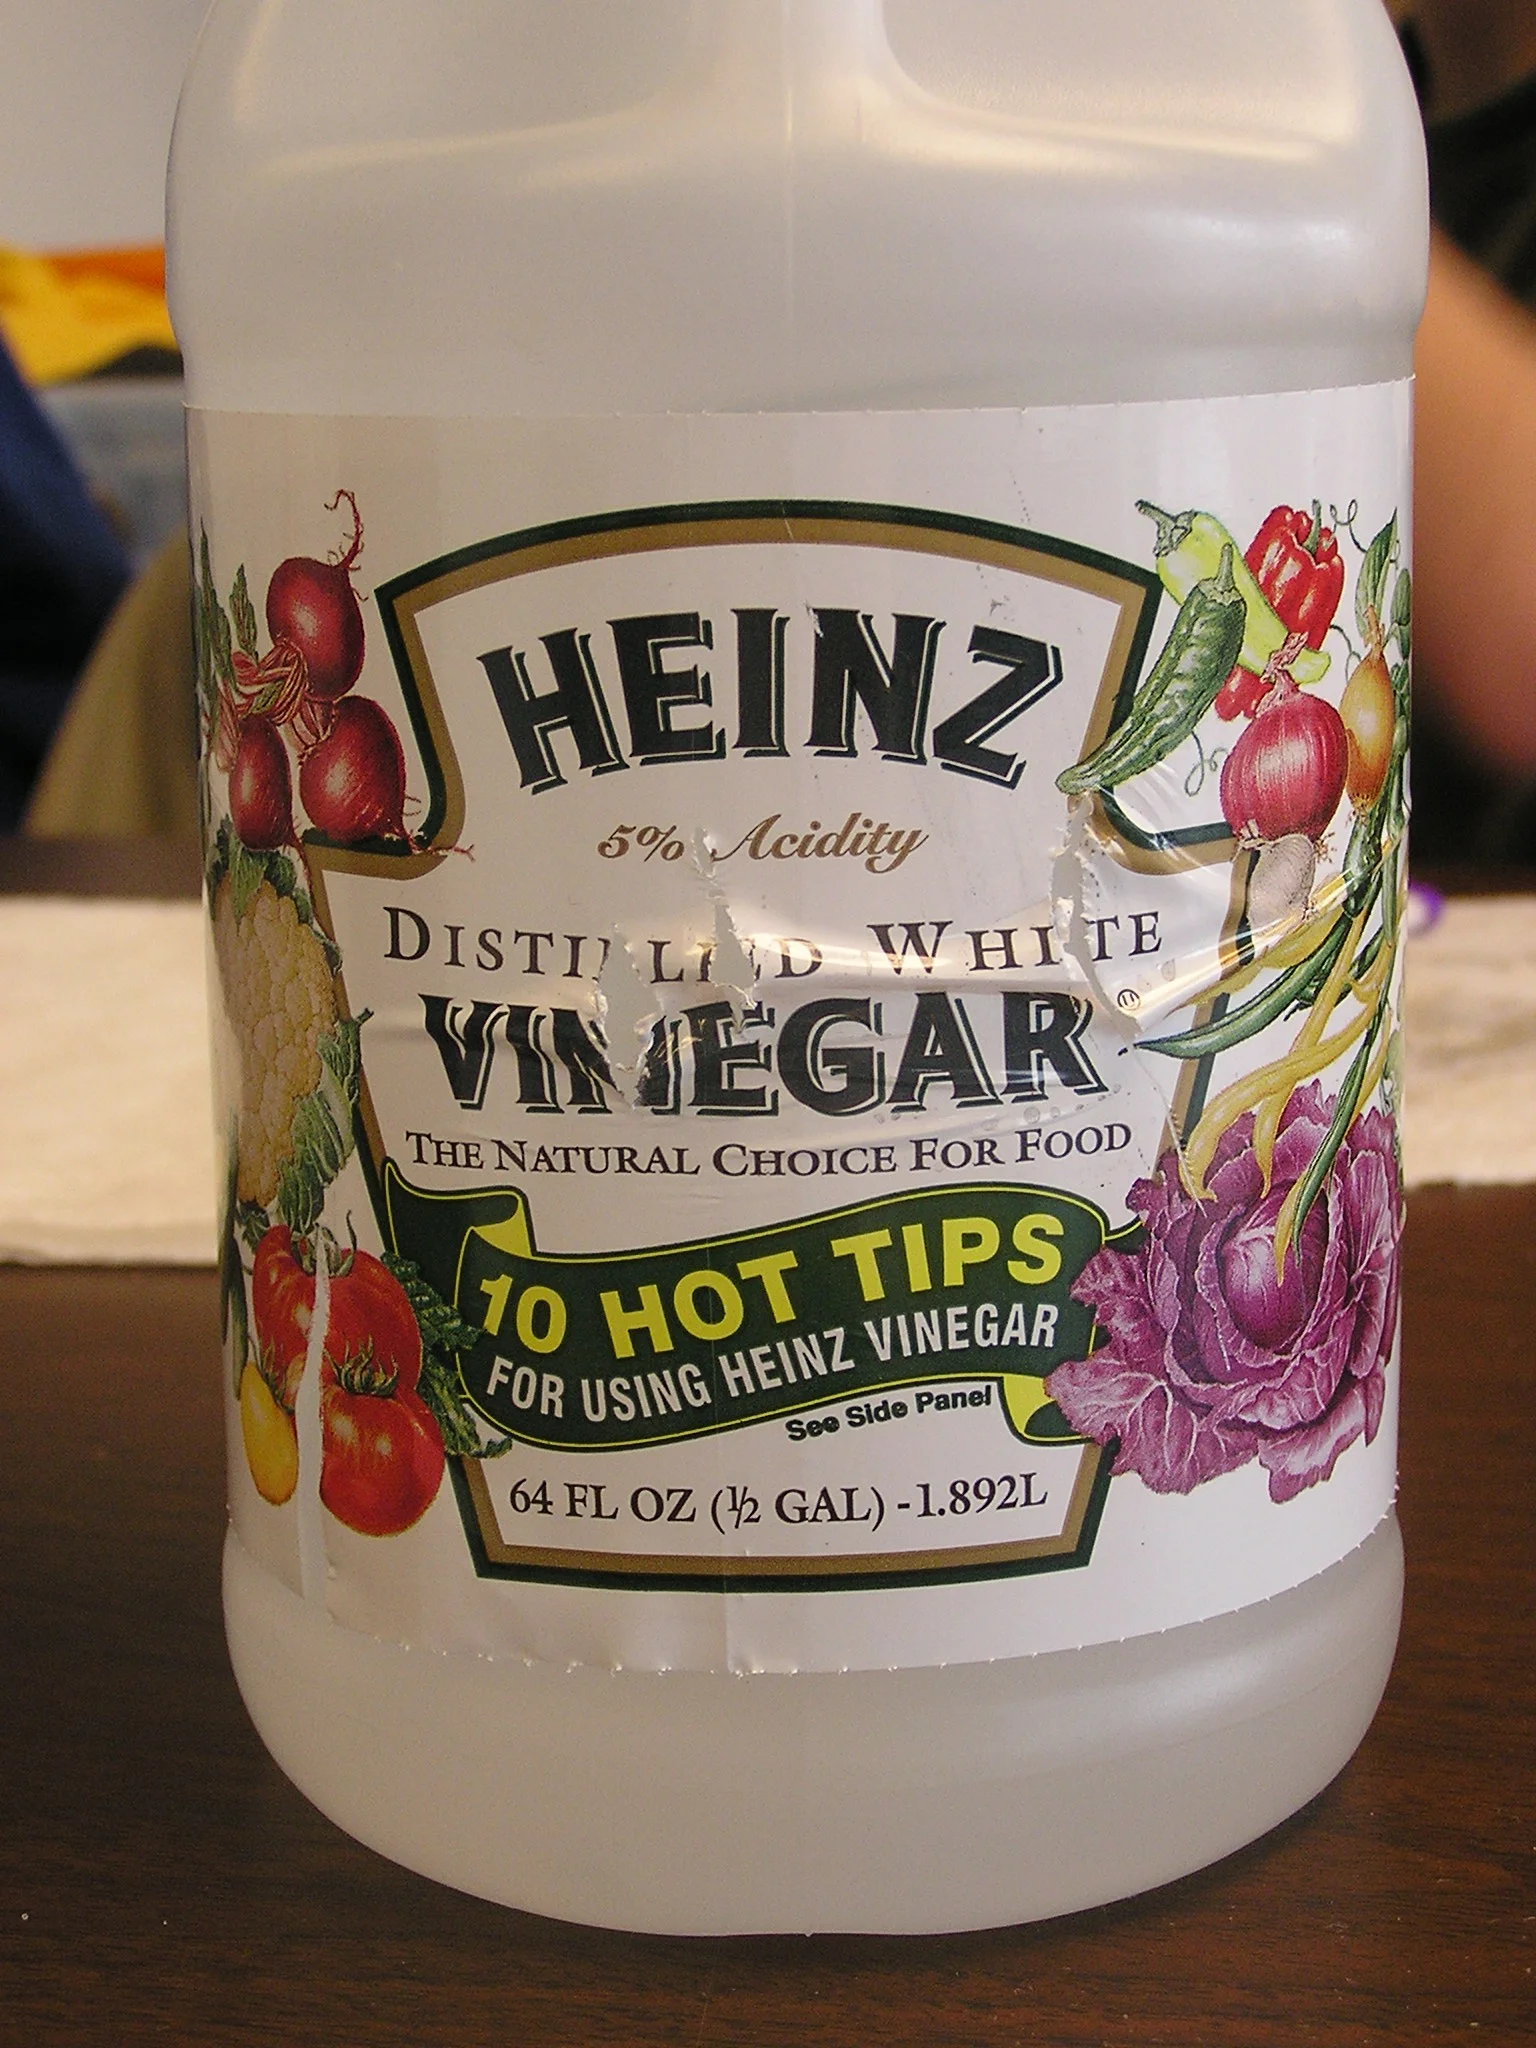 HEINZ
5% Acidity
DISTILLED WHITE
VINEGAR
THE NATURAL CHOICE FOR FOOD
10 HOT TIPS
FOR USING HEINZ VINEGAR
See Side Panel
64 FL OZ (½ GAL) - 1.892L